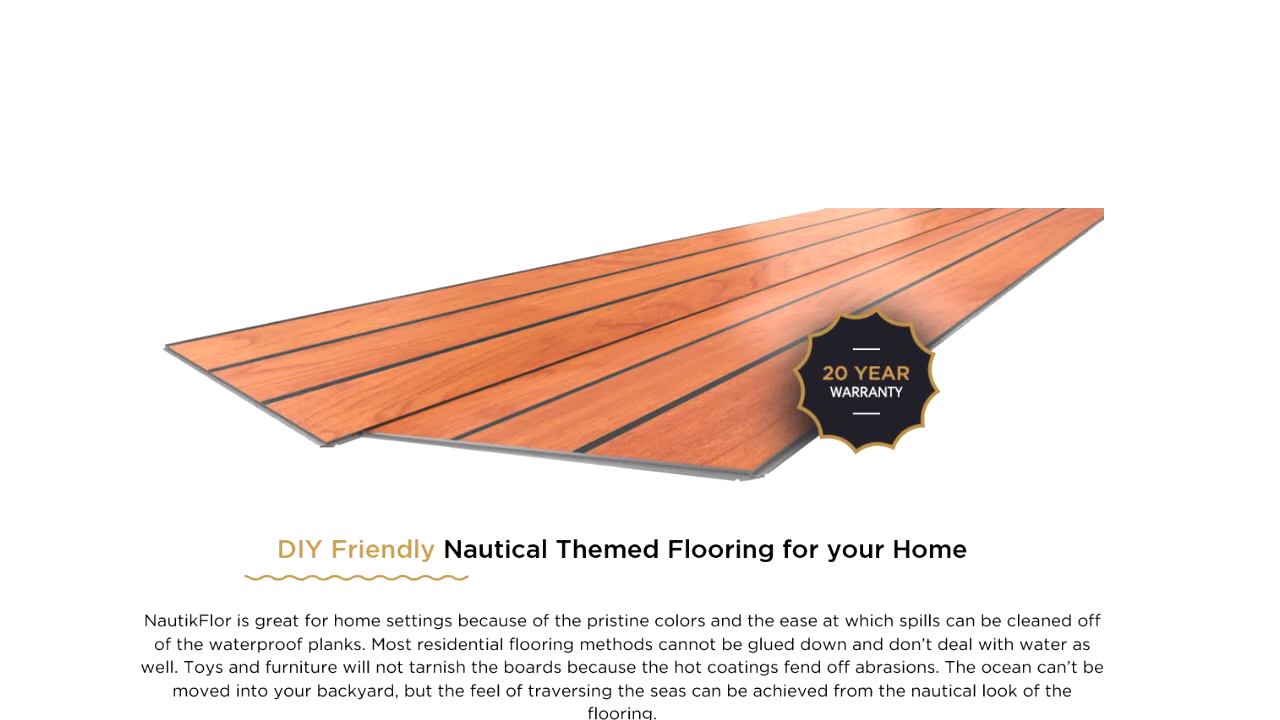 20 YEAR
WARRANTY
DIY Friendly Nautical Themed Flooring for your Home
NautikFlor is great for home settings because of the pristine colors and the ease at which spills can be cleaned off
of the waterproof planks. Most residential flooring methods cannot be glued down and don’t deal with water as
well. Toys and furniture will not tarnish the boards because the hot coatings fend off abrasions. The ocean can’t be
moved into your backyard, but the feel of traversing the seas can be achieved from the nautical look of the
flooring.